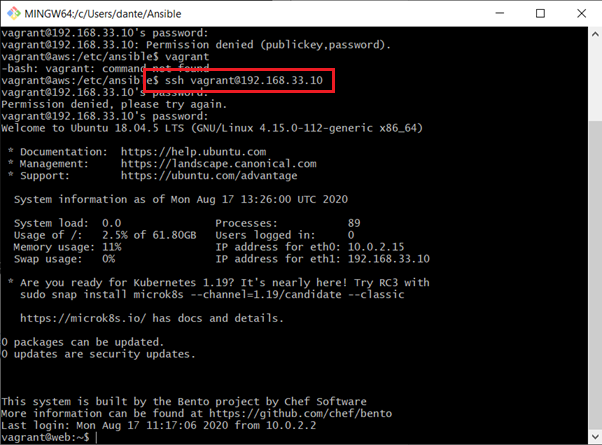 MINGW64:/c/Users/dante/Ansible
vagrant@192.168.33.10's password:
vagrant@192.168.33.10: Permission denied (publickey,password).
vagrant@aws:/etc/ansible$ vagrant
-bash: vagrant: command not found
vagrant@aws:/etc/ansible$ ssh vagrant@192.168.33.10
vagrant@192.168.33.10's password:
Permission denied, please try again.
vagrant@192.168.33.10's password:
Welcome to Ubuntu 18.04.5 LTS (GNU/Linux 4.15.0-112-generic x86_64)
* Documentation: https://help.ubuntu.com
* Management: https://landscape.canonical.com
* Support: https://ubuntu.com/advantage
System information as of Mon Aug 17 13:26:00 UTC 2020
System load: 0.0 Processes: 89
Usage of /: 2.5% of 61.80GB Users logged in: 0
Memory usage: 11% IP address for eth0: 10.0.2.15
Swap usage: 0% IP address for eth1: 192.168.33.10
* Are you ready for Kubernetes 1.19? It's nearly here! Try RC3 with
sudo snap install microk8s --channel=1.19/candidate --classic
https://microk8s.io/ has docs and details.
0 packages can be updated.
0 updates are security updates.
This system is built by the Bento project by Chef Software
More information can be found at https://github.com/chef/bento
Last login: Mon Aug 17 11:17:06 2020 from 10.0.2.2
vagrant@web:~$